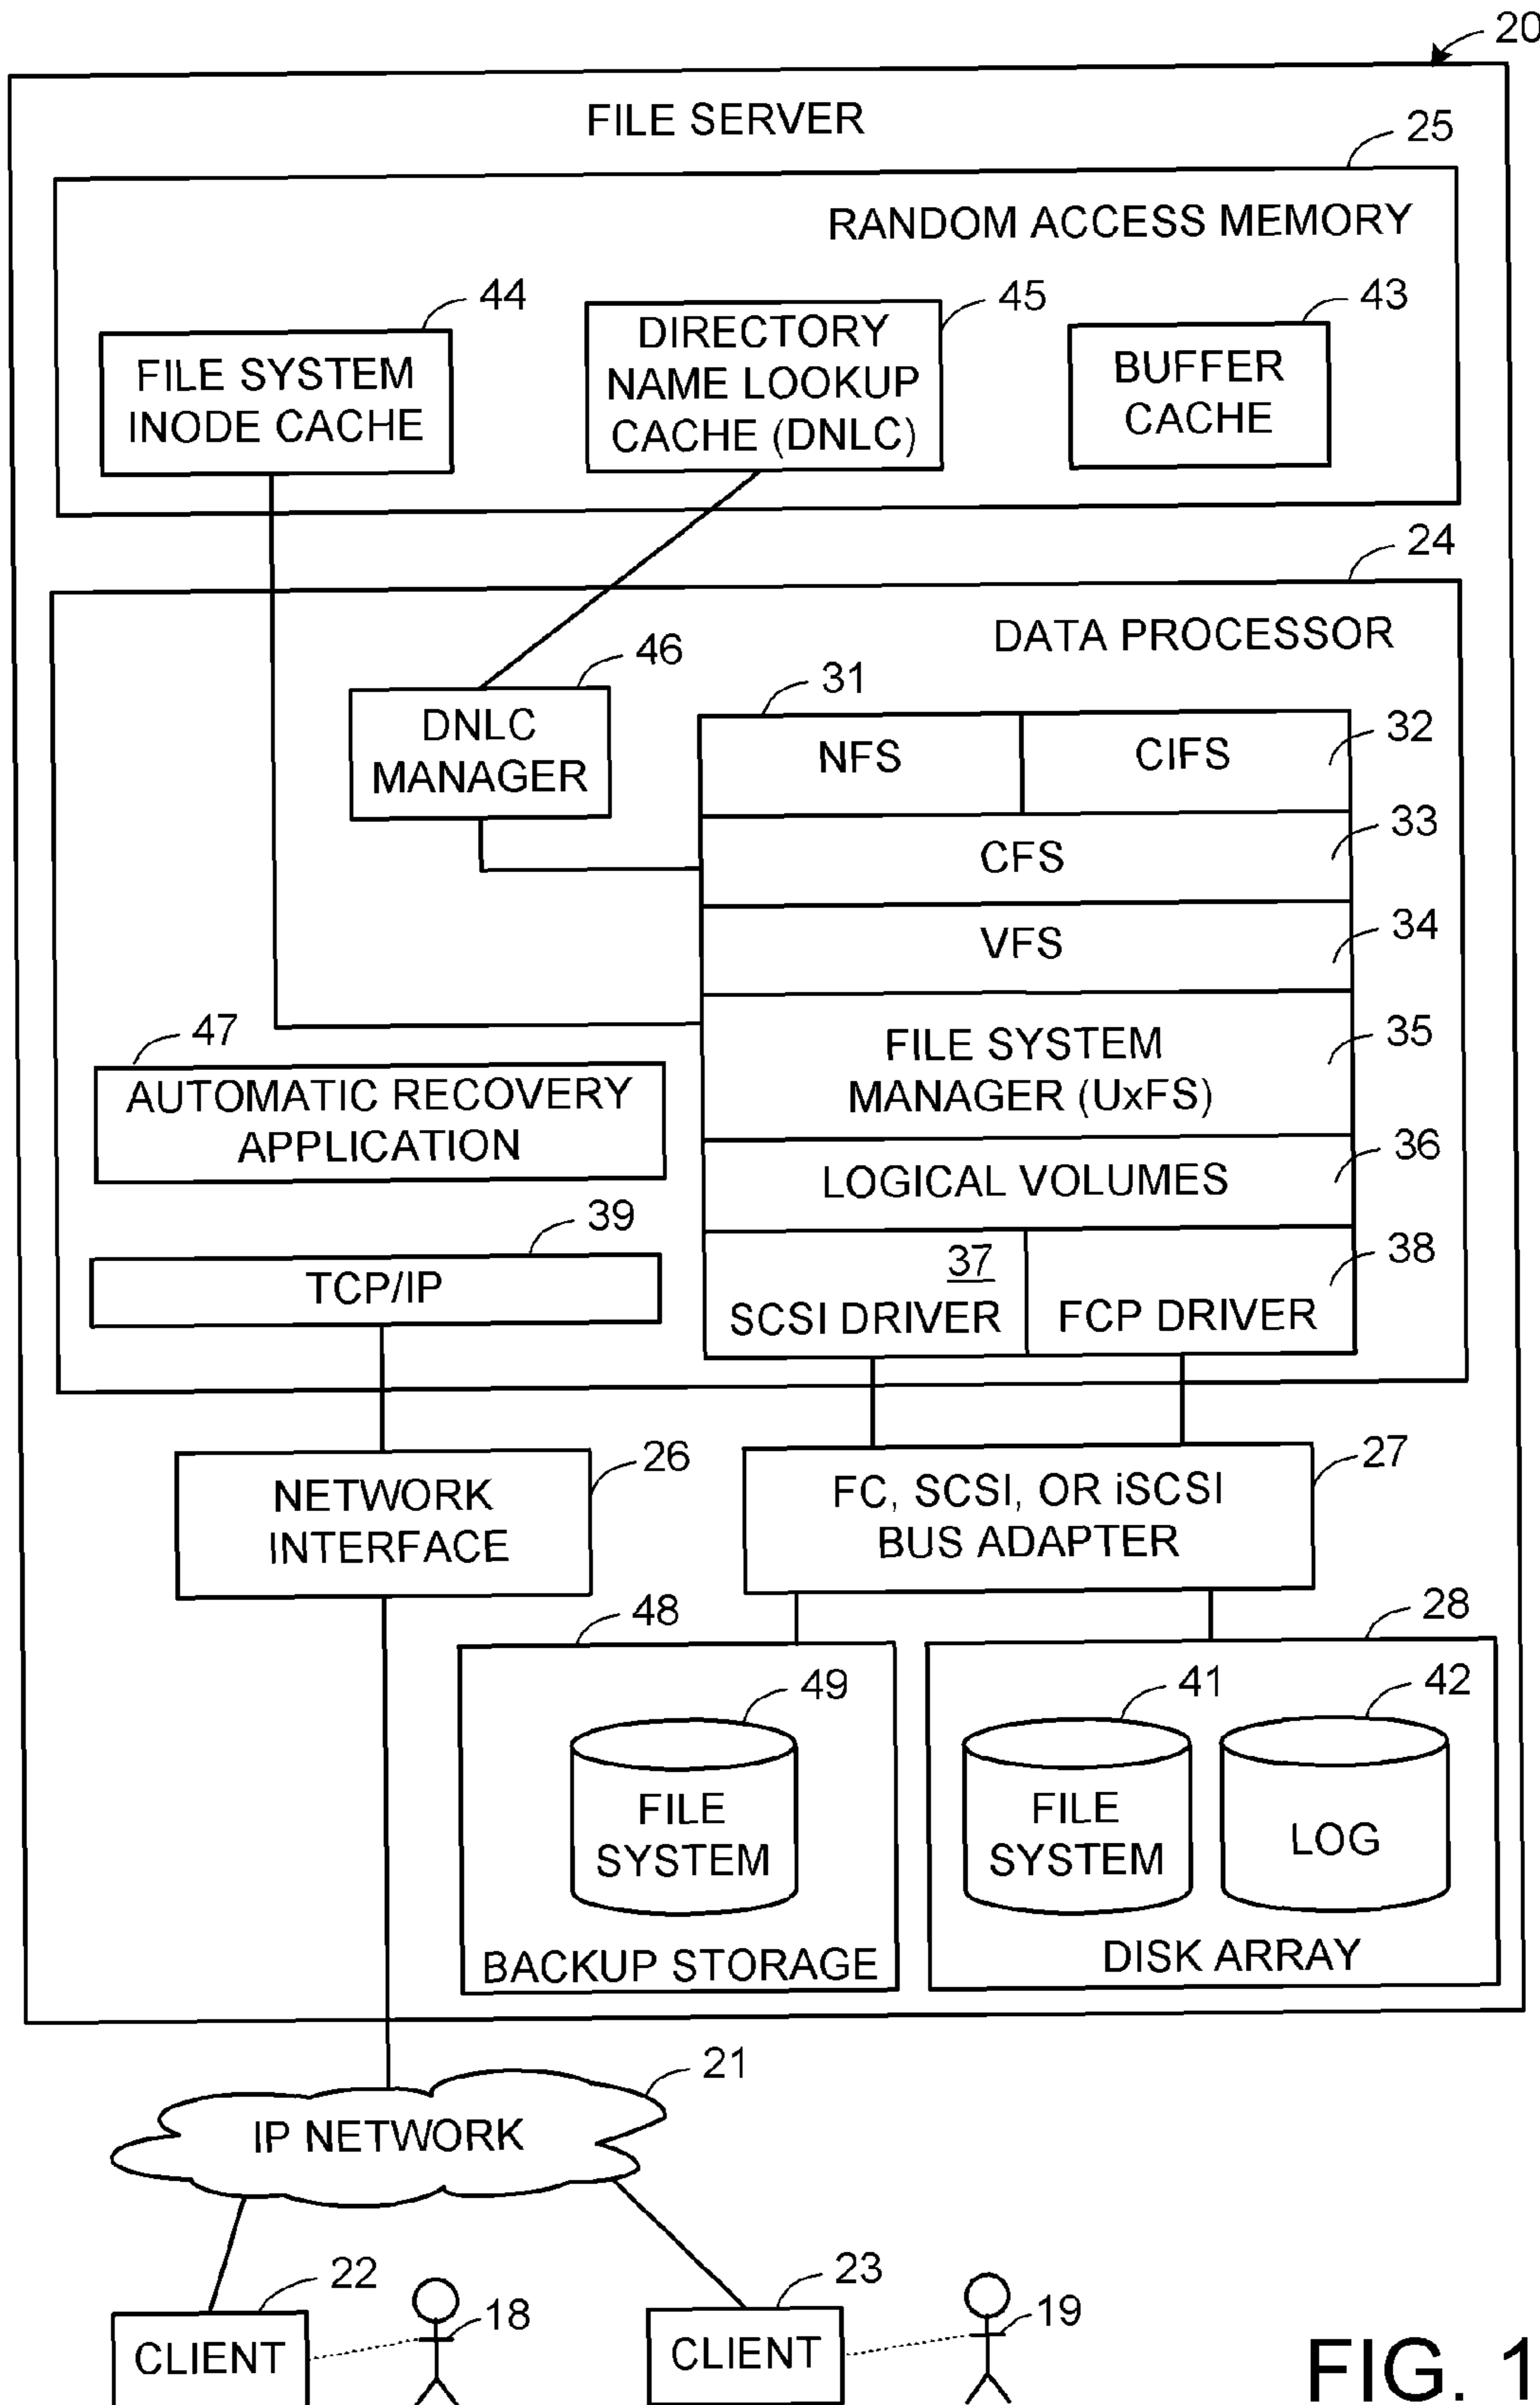 20
FILE SERVER
25
RANDOM ACCESS MEMORY
44
45
43
FILE SYSTEM
INODE CACHE
DIRECTORY
NAME LOOKUP
CACHE (DNLC)
BUFFER
CACHE
24
DATA PROCESSOR
46
DNLC
MANAGER
31
NFS
CIFS
32
CFS
33
VFS
34
FILE SYSTEM
MANAGER (UxFS)
35
47
AUTOMATIC RECOVERY
APPLICATION
LOGICAL VOLUMES
36
39
TCP/IP
37
SCSI DRIVER
FCP DRIVER
38
NETWORK
INTERFACE
26
FC, SCSI, OR iSCSI
BUS ADAPTER
27
48
28
49
FILE
SYSTEM
BACKUP STORAGE
41
FILE
SYSTEM
42
LOG
DISK ARRAY
21
IP NETWORK
22
CLIENT
18
23
CLIENT
19
FIG. 1